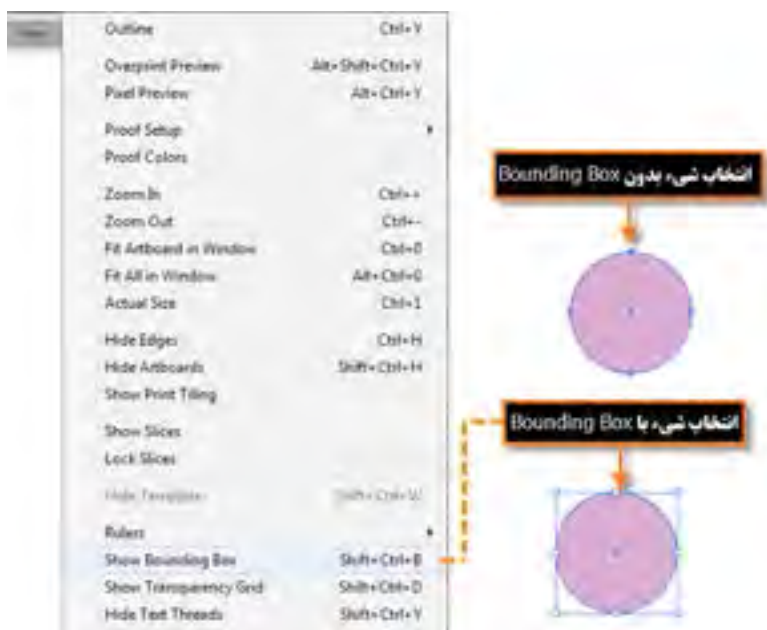 Outline Ctrl+Y
Overprint Preview Alt+Shift+Ctrl+Y
Pixel Preview Alt+Ctrl+Y
Proof Setup
Proof Colors
Zoom In Ctrl++
Zoom Out Ctrl+-
Fit Artboard in Window Ctrl+0
Fit All in Window Alt+Ctrl+0
Actual Size Ctrl+1
Hide Edges Ctrl+H
Hide Artboards Shift+Ctrl+H
Show Print Tiling
Show Slices
Lock Slices
Hide Template Shift+Ctrl+W
Rulers
Show Bounding Box Shift+Ctrl+B
Show Transparency Grid Shift+Ctrl+D
Hide Text Threads Shift+Ctrl+Y
انتخاب شیء بدون Bounding Box
انتخاب شیء با Bounding Box